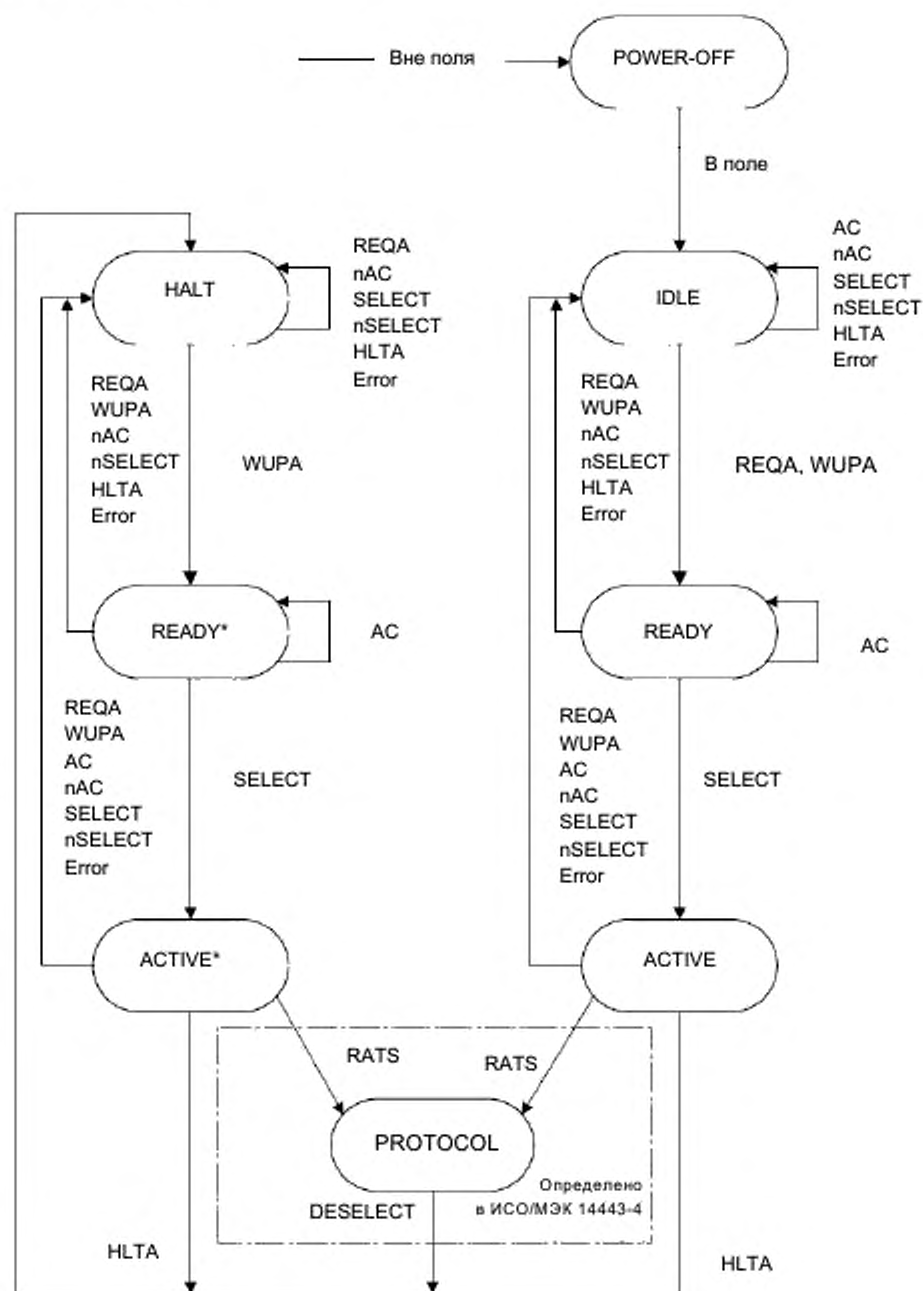 Вне поля
POWER-OFF
В поле
HALT
REQA
nAC
SELECT
nSELECT
HLTA
Error
IDLE
AC
nAC
SELECT
nSELECT
HLTA
Error
REQA
WUPA
nAC
nSELECT
HLTA
Error
WUPA
REQA
WUPA
nAC
nSELECT
HLTA
Error
REQA, WUPA
READY*
AC
READY
AC
REQA
WUPA
AC
nAC
SELECT
nSELECT
Error
SELECT
REQA
WUPA
AC
nAC
SELECT
nSELECT
Error
SELECT
ACTIVE*
ACTIVE
RATS
RATS
PROTOCOL
Определено
в ИСО/МЭК 14443-4
DESELECT
HLTA
HLTA